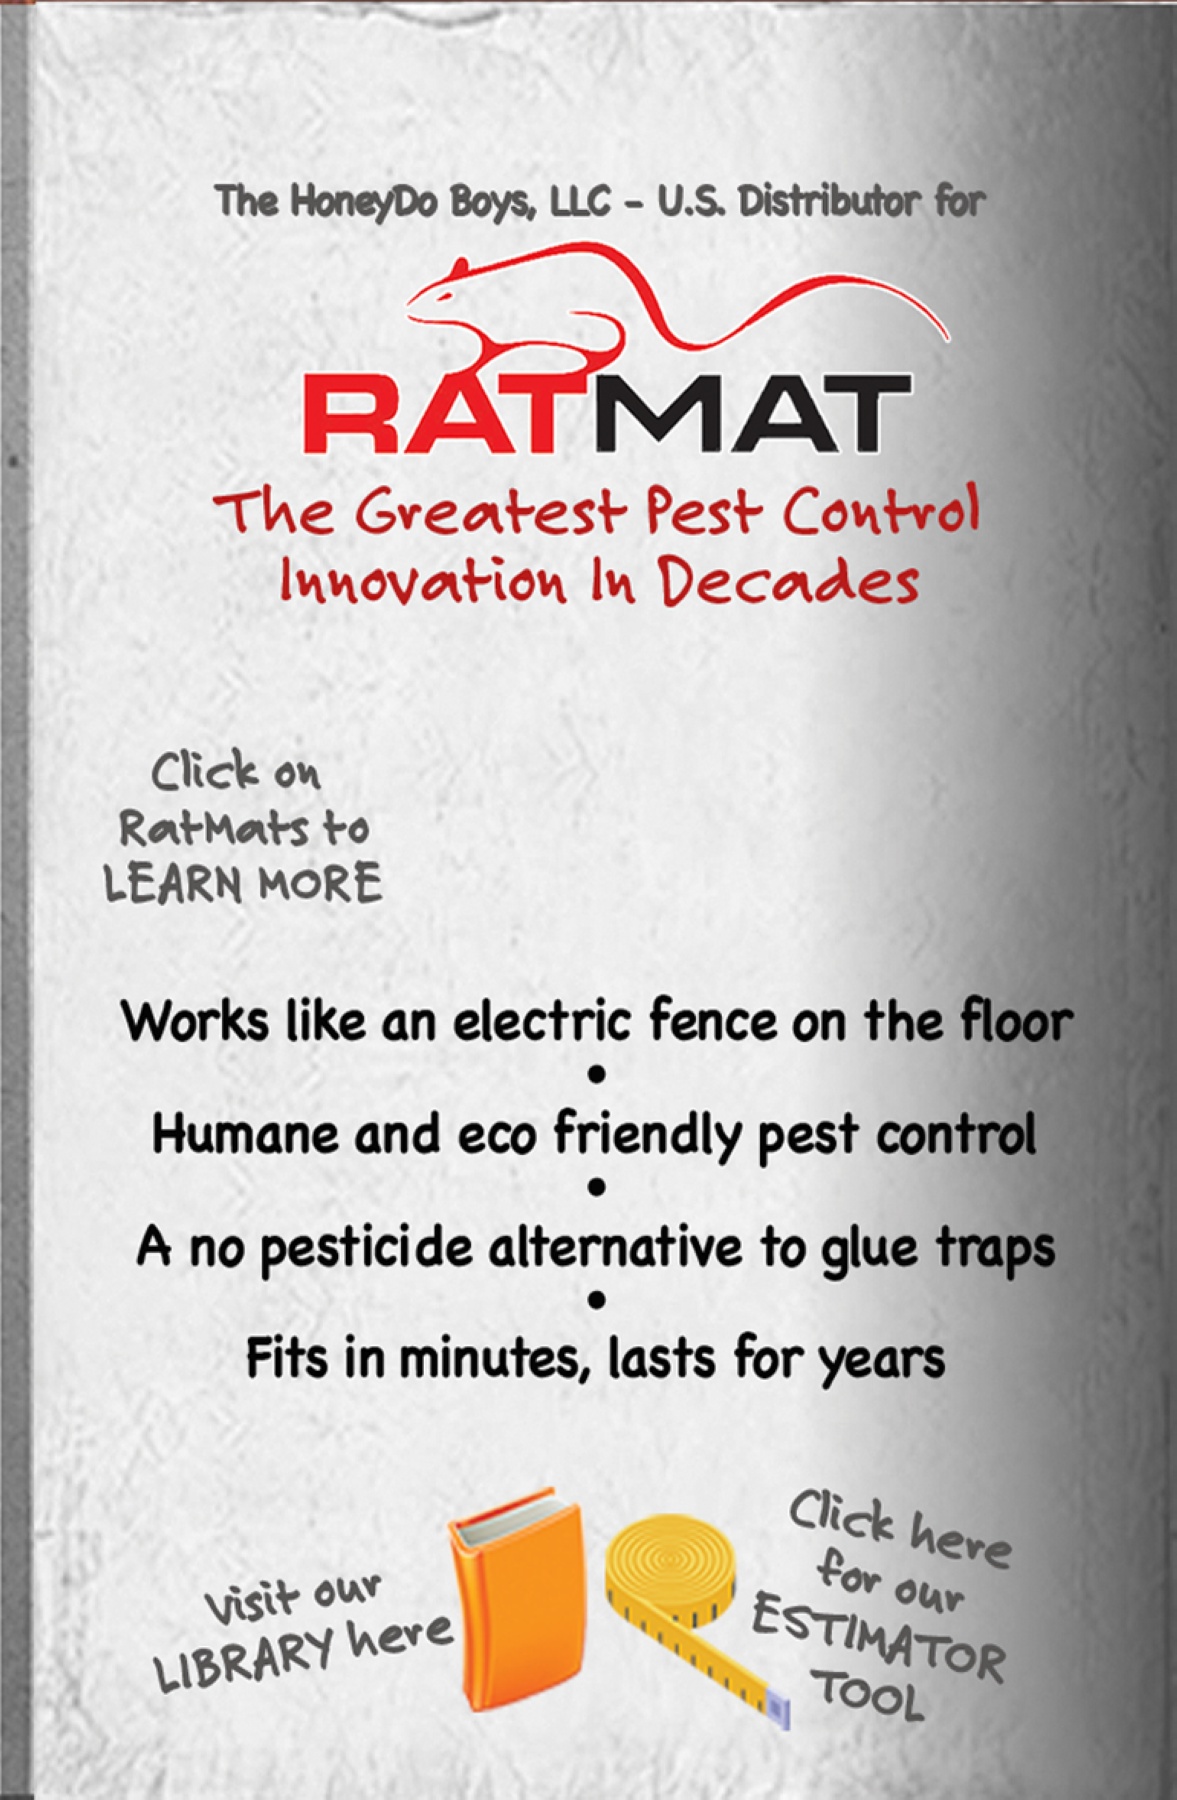 The HoneyDo Boys, LLC - U.S. Distributor for
RATMAT
The Greatest Pest Control
Innovation In Decades
Click on
RatMats to
LEARN MORE
Works like an electric fence on the floor
•
Humane and eco friendly pest control
•
A no pesticide alternative to glue traps
•
Fits in minutes, lasts for years
Visit our
LIBRARY here
Click here
for our
ESTIMATOR
TOOL